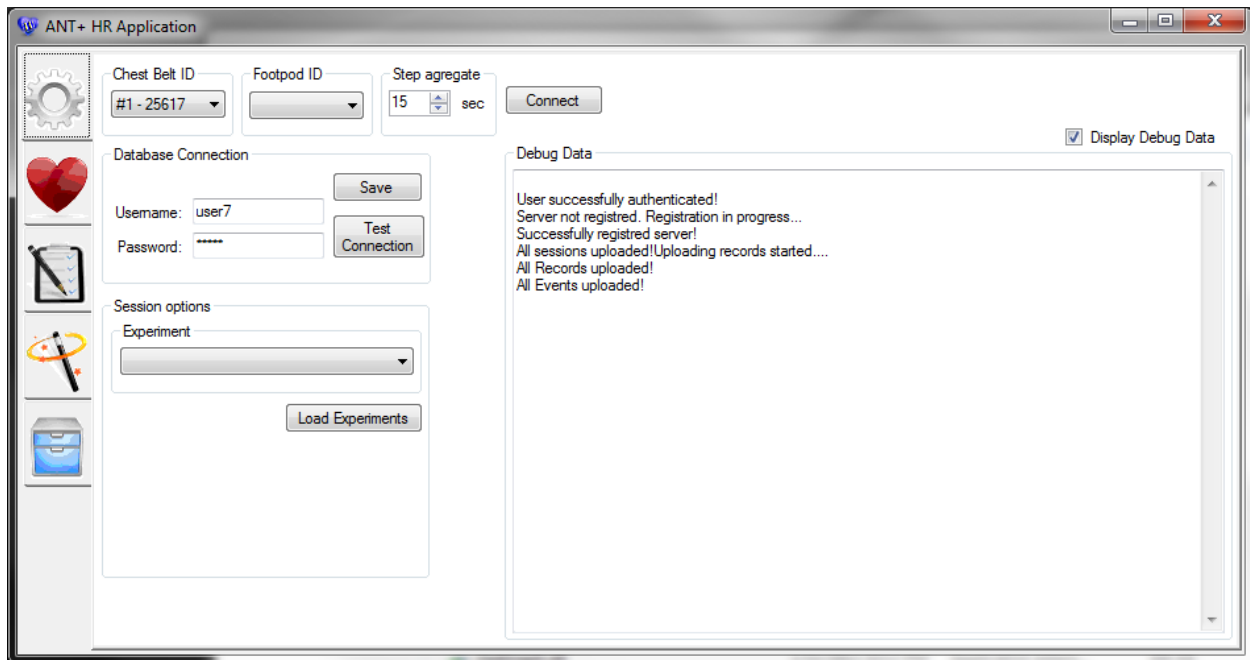 ANT+ HR Application
Chest Belt ID
Footpod ID
Step agregate
#1 - 25617
15
sec
Connect
Display Debug Data
Database Connection
Debug Data
Save
Username:
user7
Test
Connection
Password:
*****
User successfully authenticated!
Server not registred. Registration in progress...
Successfully registred server!
All sessions uploaded!Uploading records started....
All Records uploaded!
All Events uploaded!
Session options
Experiment
Load Experiments